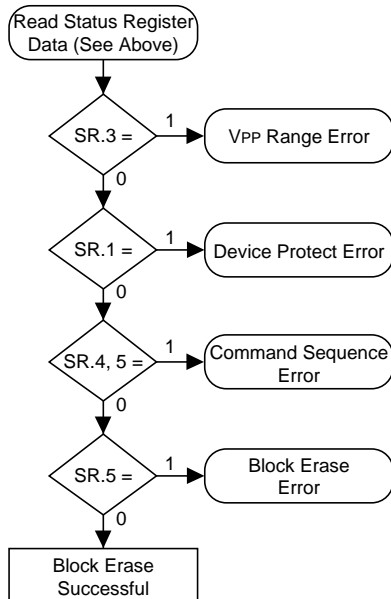 Read Status Register
Data (See Above)
SR.3 =
1
VPP Range Error
0
SR.1 =
1
Device Protect Error
0
SR.4, 5 =
1
Command Sequence
Error
0
SR.5 =
1
Block Erase
Error
0
Block Erase
Successful